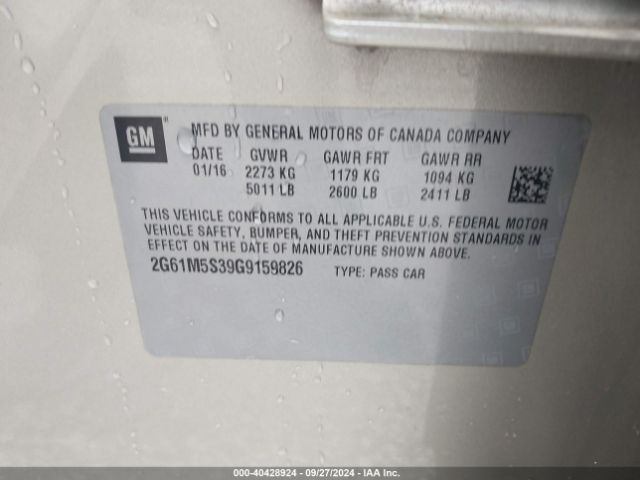 GM ®
MFD BY GENERAL MOTORS OF CANADA COMPANY
DATE GVWR GAWR FRT GAWR RR
01/16 2273 KG 1179 KG 1094 KG
5011 LB 2600 LB 2411 LB
THIS VEHICLE CONFORMS TO ALL APPLICABLE U.S. FEDERAL MOTOR
VEHICLE SAFETY, BUMPER, AND THEFT PREVENTION STANDARDS IN
EFFECT ON THE DATE OF MANUFACTURE SHOWN ABOVE.
2G61M5S39G9159826 TYPE: PASS CAR
000-40428924 / 09/27/2024 - IAA Inc.